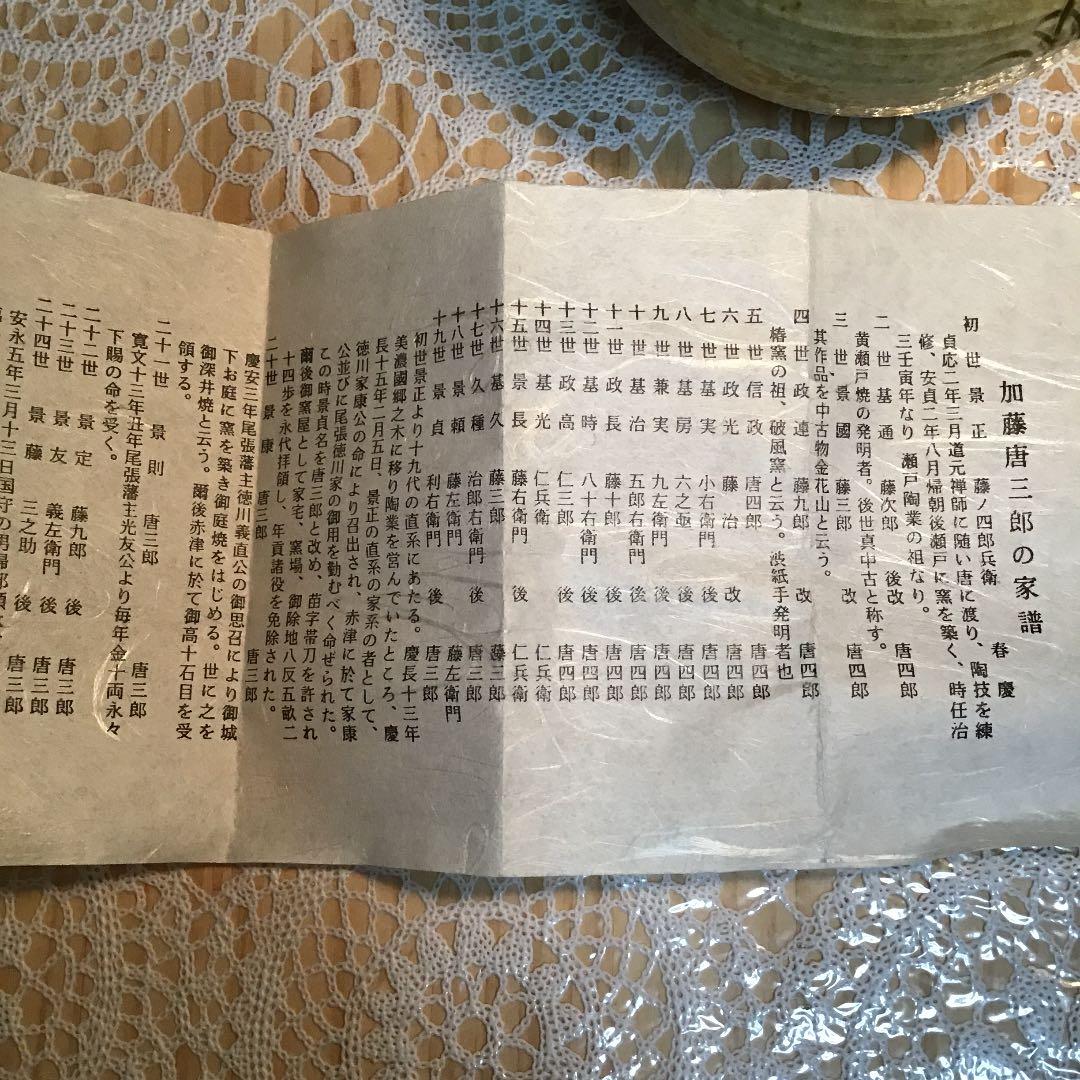 加藤唐三郎の家譜
初世 景正 藤ノ四郎兵衛 春慶
貞応二年三月道元禅師に随い唐に渡り、陶技を練
修、安貞二年八月帰朝後瀬戸に窯を築く、時任治
三壬寅年なり 瀬戸陶業の祖なり。
二世 基通 藤次郎 後改 唐四郎
黄瀬戸焼の発明者。後世真中古と称す。
三世 景國 藤三郎 改 唐四郎
其作品を中古物金花山と云う。
四世 政連 藤九郎 改 唐四郎
椿窯の祖、破風窯と云う。渋紙手発明者也
五世 信政 唐四郎 唐四郎
六世 政光 藤治 改 唐四郎
七世 基実 小右衛門 後 唐四郎
八世 基房 六之亟 後 唐四郎
九世 兼実 九左衛門 後 唐四郎
十世 基治 五郎右衛門 後 唐四郎
十一世 基長 藤十郎 後 唐四郎
十二世 基時 八十右衛門 後 唐四郎
十三世 政高 仁三郎 後 唐四郎
十四世 基光 仁兵衛 仁兵衛
十五世 景長 藤右衛門 後 仁兵衛
十六世 基久 藤三郎 藤三郎
十七世 久種 治郎右衛門 後 唐三郎
十八世 景頼 藤左衛門 藤左衛門
十九世 景貞 利右衛門 後 唐三郎
初世景正より十九代の直系にあたる。慶長十三年
美濃國郷之木に移り陶業を営んでいたところ、慶
長十五年二月五日、景正の直系の家系の者として、
徳川家康公の命により召出され、赤津に於て家康
公並びに尾張徳川家の御用を勤むべく命ぜられた。
この時景貞名を唐三郎と改め、苗字帯刀を許され
爾後御窯屋として家宅、窯場、御除地八反五畝二
十四歩を永代拝領し、年貢諸役を免除された。
二十世 景康 唐三郎 唐三郎
慶安三年尾張藩主徳川義直公の御思召により御城
下お庭に窯を築き御庭焼をはじめる。世に之を
御深井焼と云う。爾後赤津に於て御高十石目を受
領する。
二十一世 景則 唐三郎 唐三郎
寛文十三年丑年尾張藩主光友公より毎年金十両永々
下賜の命を受く。
二十二世 景定 藤九郎 後 唐三郎
二十三世 景友 義左衛門 後 唐三郎
二十四世 景藤 三之助 後 唐三郎
安永五年三月十三日国守の男